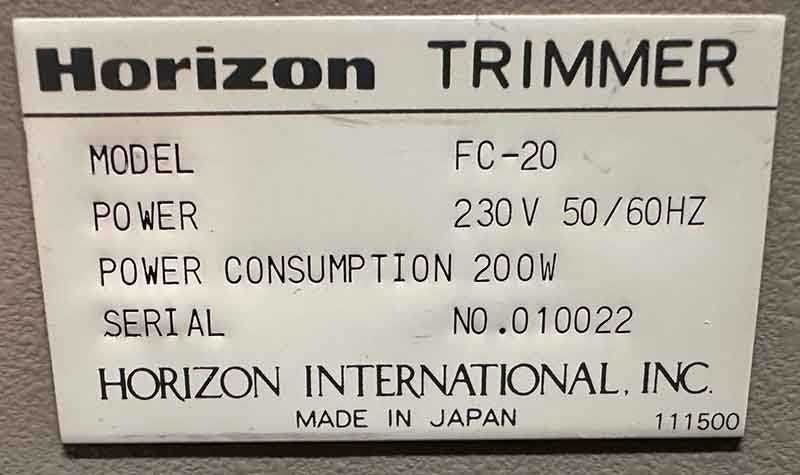 Horizon TRIMMER
MODEL FC-20
POWER 230V 50/60HZ
POWER CONSUMPTION 200W
SERIAL NO.010022
HORIZON INTERNATIONAL, INC.
MADE IN JAPAN 111500